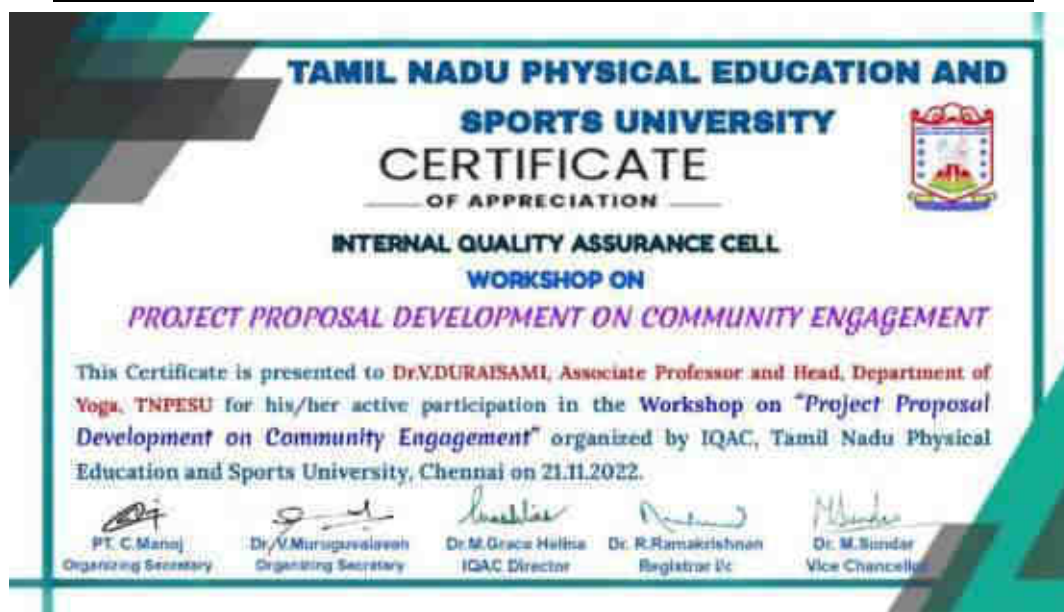 TAMIL NADU PHYSICAL EDUCATION AND
SPORTS UNIVERSITY
CERTIFICATE
OF APPRECIATION
INTERNAL QUALITY ASSURANCE CELL
WORKSHOP ON
PROJECT PROPOSAL DEVELOPMENT ON COMMUNITY ENGAGEMENT
This Certificate is presented to Dr.V.DURAISAMI, Associate Professor and Head, Department of
Yoga, TNPESU for his/her active participation in the Workshop on "Project Proposal
Development on Community Engagement" organized by IQAC, Tamil Nadu Physical
Education and Sports University, Chennai on 21.11.2022.
PT. C.Manoj Dr.V.Murugavalavan Dr.M.Grace Helina Dr. R.Ramakrishnan Dr. M.Sundar
Organizing Secretary Organizing Secretary IQAC Director Registrar i/c Vice Chancellor